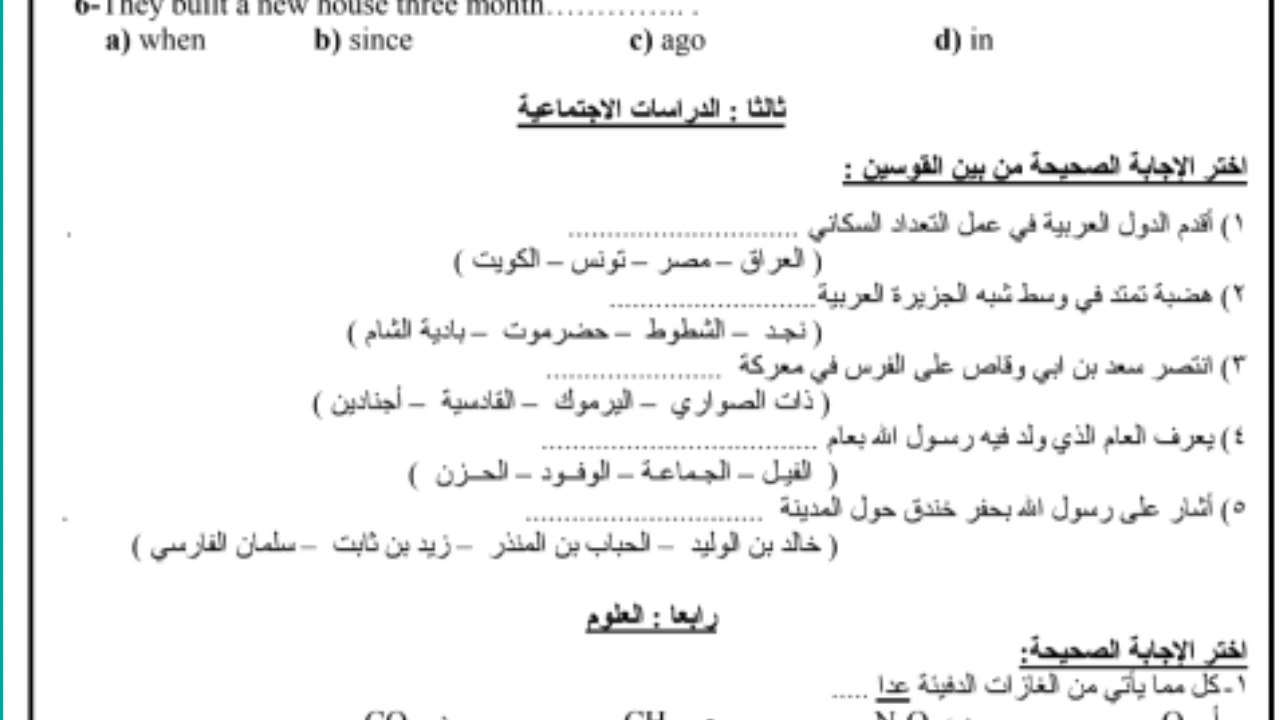 6-They built a new house three month.............. .
a) when b) since c) ago d) in
ثالثا : الدراسات الاجتماعية
اختر الإجابة الصحيحة من بين القوسين :
١) أقدم الدول العربية في عمل التعداد السكاني ..............................
( العراق – مصر – تونس – الكويت )
٢) هضبة تمتد في وسط شبه الجزيرة العربية...........................
( نجد – الشطوط – حضرموت – بادية الشام )
٣) انتصر سعد بن ابي وقاص على الفرس في معركة .......................
( ذات الصواري – اليرموك – القادسية – أجنادين )
٤) يعرف العام الذي ولد فيه رسول الله بعام ....................................
( الفيل – الجماعة – الوفود – الحزن )
٥) أشار على رسول الله بحفر خندق حول المدينة ...............................
( خالد بن الوليد – الحباب بن المنذر – زيد بن ثابت – سلمان الفارسي )
رابعا : العلوم
اختر الإجابة الصحيحة:
١-كل مما يأتي من الغازات الدفيئة عدا .....